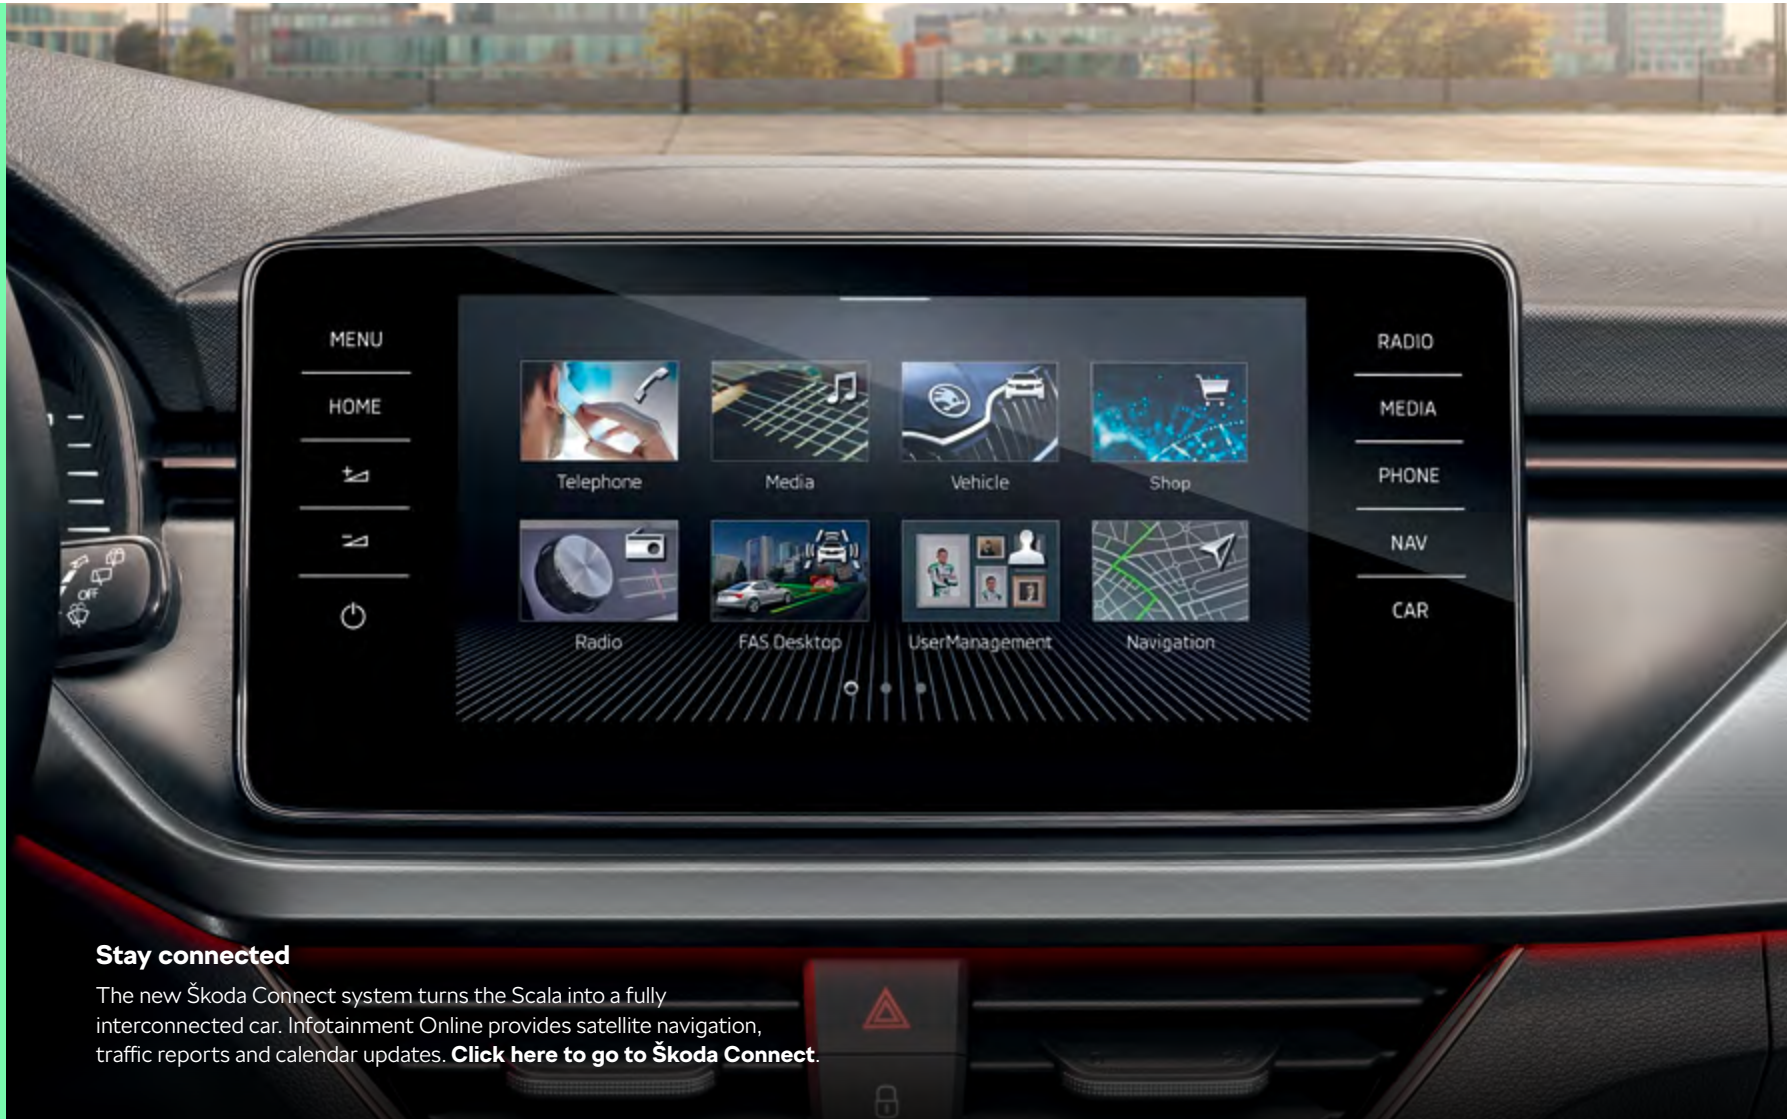 MENU
HOME
RADIO
MEDIA
PHONE
NAV
CAR
Telephone
Media
Vehicle
Shop
Radio
FAS Desktop
UserManagement
Navigation
OFF
Stay connected
The new Škoda Connect system turns the Scala into a fully
interconnected car. Infotainment Online provides satellite navigation,
traffic reports and calendar updates. Click here to go to Škoda Connect.